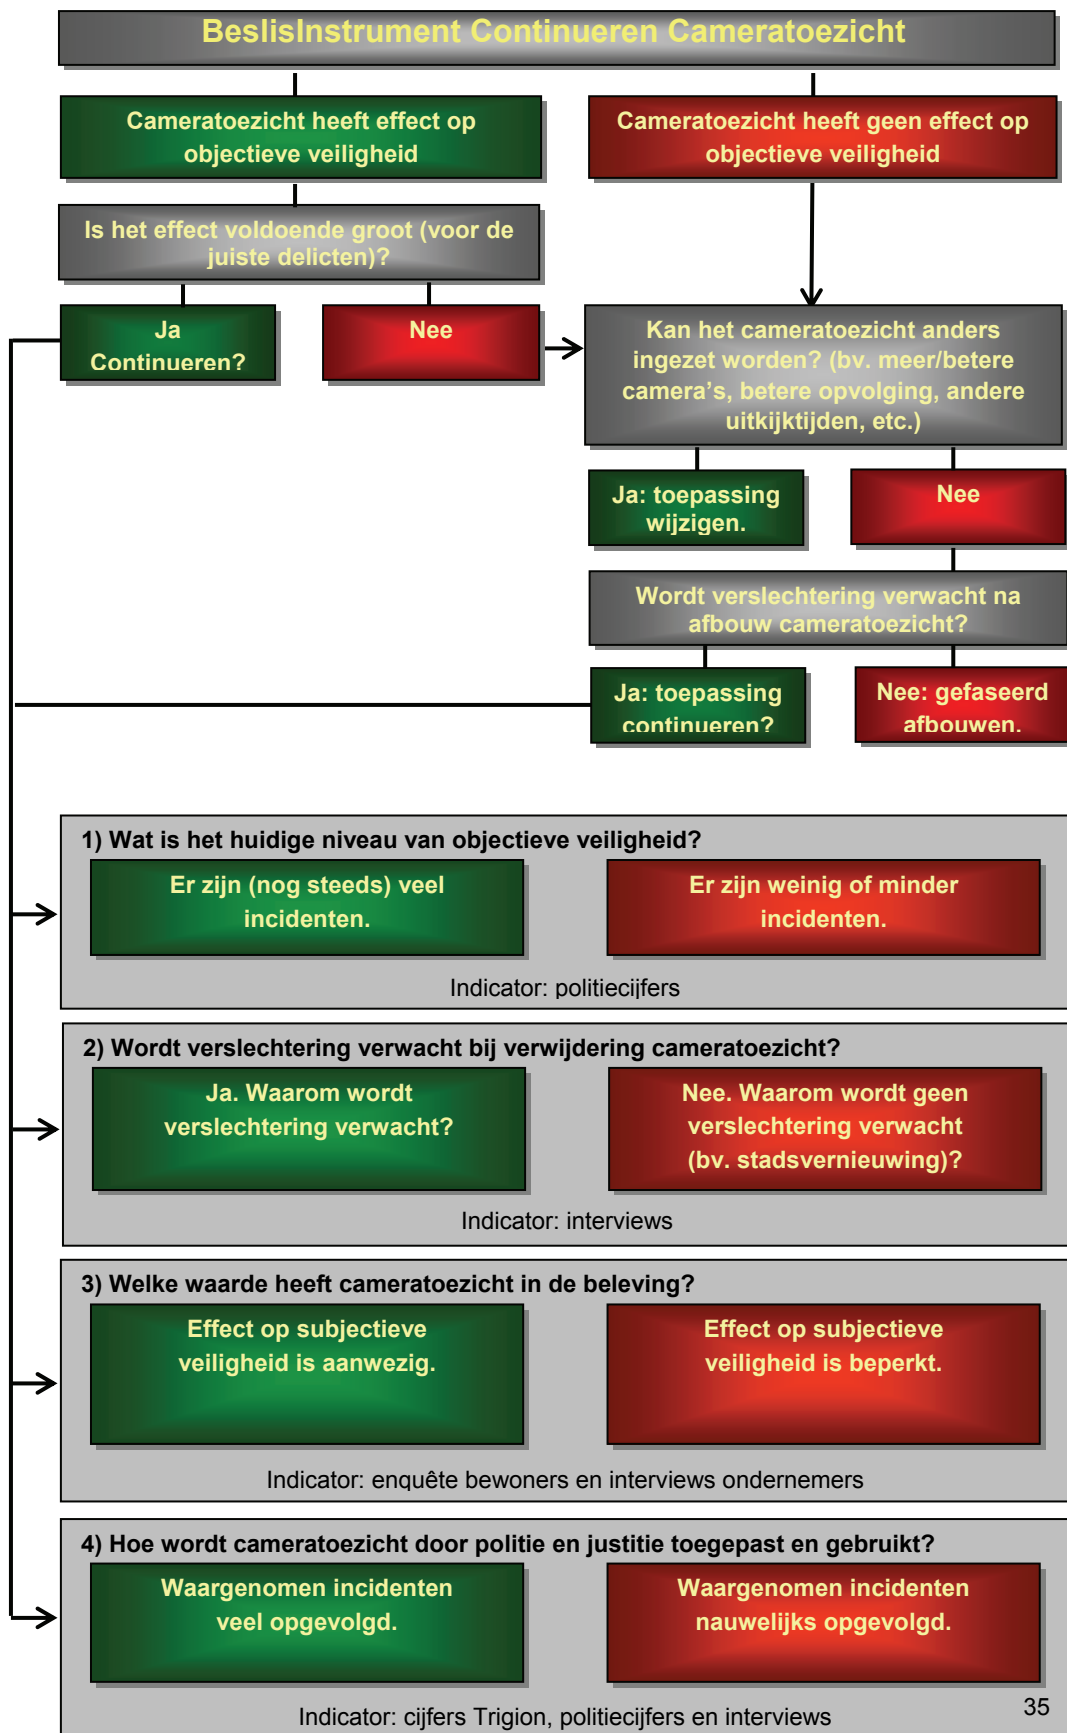 BeslisInstrument Continueren Cameratoezicht
Cameratoezicht heeft effect op
objectieve veiligheid
Cameratoezicht heeft geen effect op
objectieve veiligheid
Is het effect voldoende groot (voor de
juiste delicten)?
Ja
Continueren?
Nee
Kan het cameratoezicht anders
ingezet worden? (bv. meer/betere
camera's, betere opvolging, andere
uitkijktijden, etc.)
Ja: toepassing
wijzigen.
Nee
Wordt verslechtering verwacht na
afbouw cameratoezicht?
Ja: toepassing
continueren?
Nee: gefaseerd
afbouwen.
1) Wat is het huidige niveau van objectieve veiligheid?
Er zijn (nog steeds) veel
incidenten.
Er zijn weinig of minder
incidenten.
Indicator: politiecijfers
2) Wordt verslechtering verwacht bij verwijdering cameratoezicht?
Ja. Waarom wordt
verslechtering verwacht?
Nee. Waarom wordt geen
verslechtering verwacht
(bv. stadsvernieuwing)?
Indicator: interviews
3) Welke waarde heeft cameratoezicht in de beleving?
Effect op subjectieve
veiligheid is aanwezig.
Effect op subjectieve
veiligheid is beperkt.
Indicator: enquête bewoners en interviews ondernemers
4) Hoe wordt cameratoezicht door politie en justitie toegepast en gebruikt?
Waargenomen incidenten
veel opgevolgd.
Waargenomen incidenten
nauwelijks opgevolgd.
Indicator: cijfers Trigion, politiecijfers en interviews
35